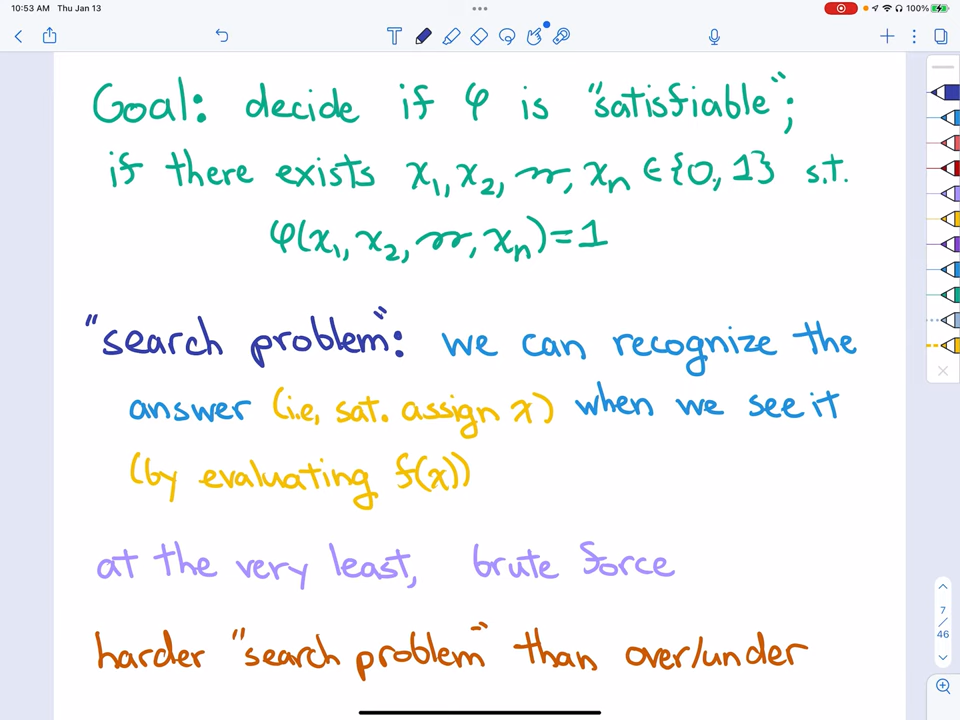 10:53 AM Thu Jan 13
100%
Goal: decide if φ is "satisfiable";
if there exists x₁, x₂, ..., xₙ ∈ {0, 1} s.t.
φ(x₁, x₂, ..., xₙ) = 1
"search problem": we can recognize the
answer (i.e, sat. assign x) when we see it
(by evaluating f(x))
at the very least, brute force
harder "search problem" than over/under
7
/
46